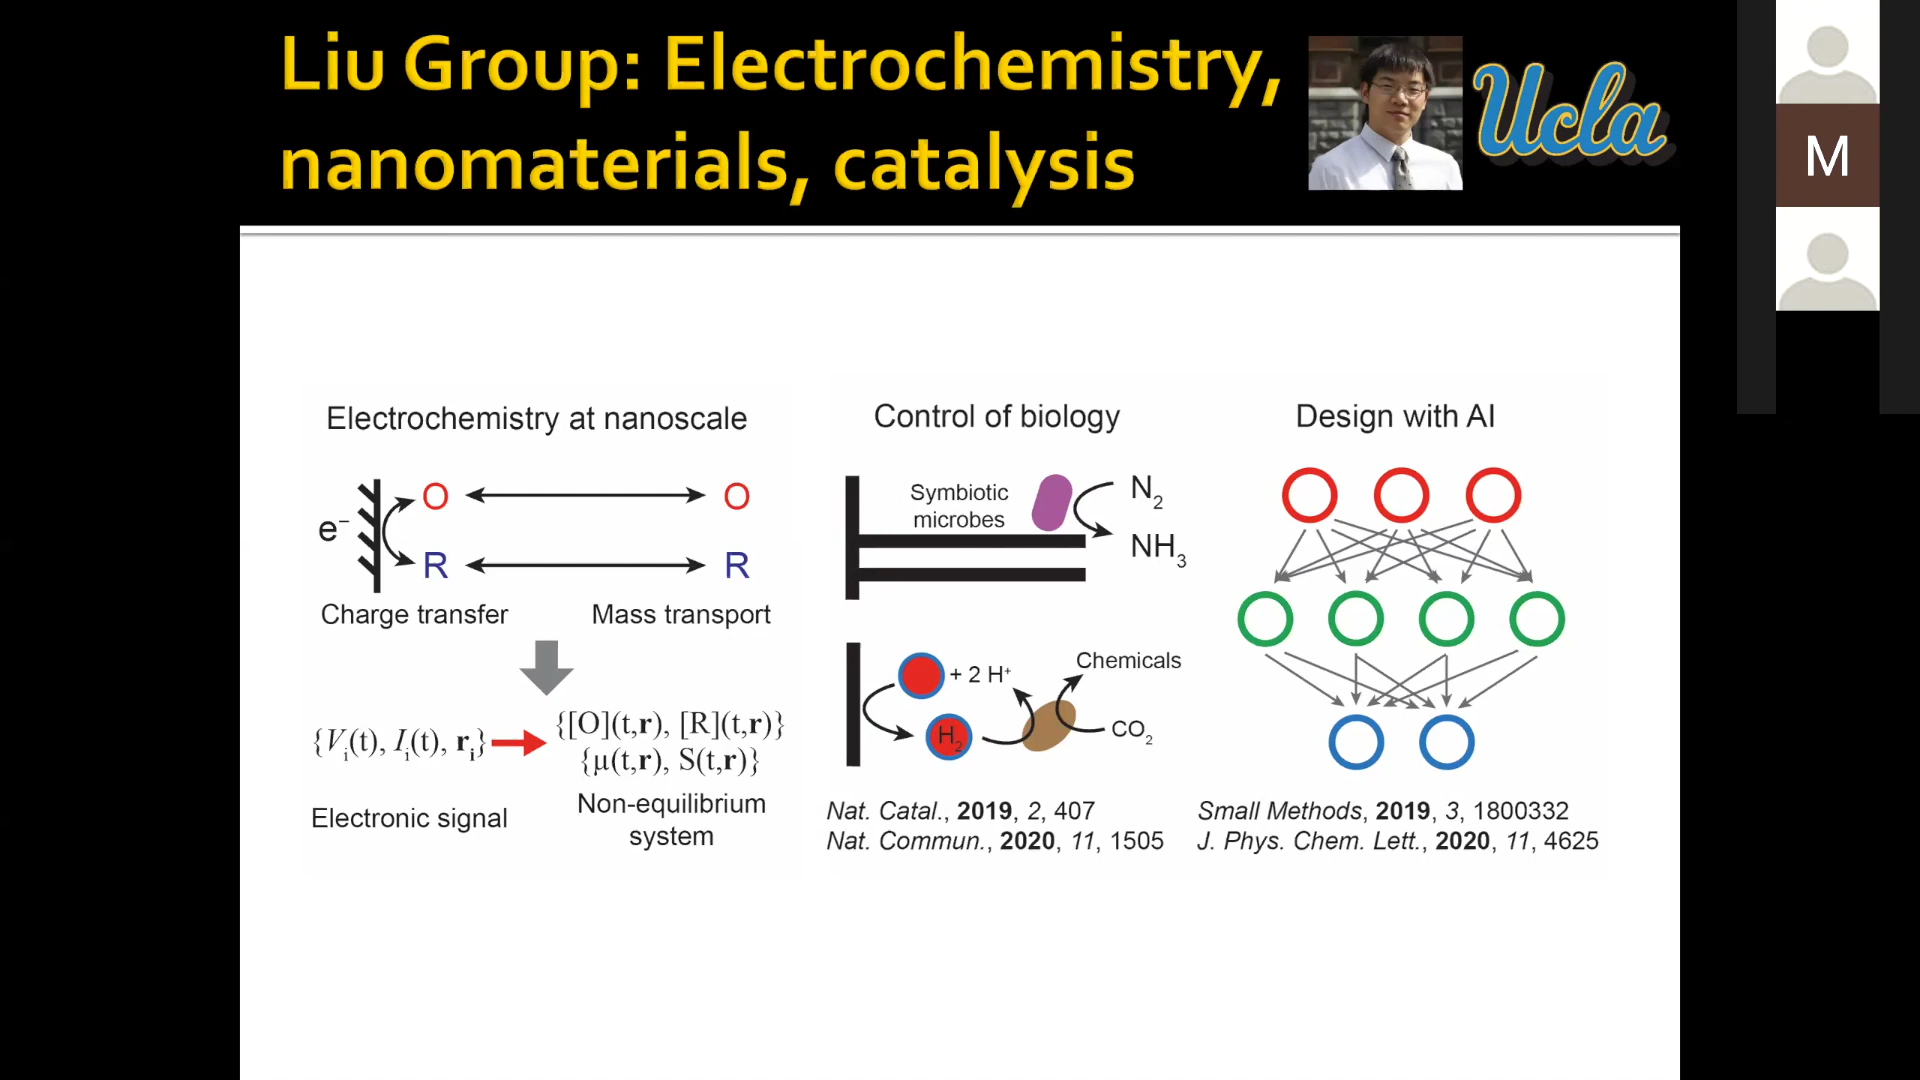 Liu Group: Electrochemistry,
nanomaterials, catalysis
Ucla
M
Electrochemistry at nanoscale
e⁻
O
O
R
R
Charge transfer
Mass transport
{Vᵢ(t), Iᵢ(t), rᵢ}
{[O](t,r), [R](t,r)}
{μ(t,r), S(t,r)}
Electronic signal
Non-equilibrium
system
Control of biology
Symbiotic
microbes
N₂
NH₃
+ 2 H⁺
H₂
Chemicals
CO₂
Nat. Catal., 2019, 2, 407
Nat. Commun., 2020, 11, 1505
Design with AI
Small Methods, 2019, 3, 1800332
J. Phys. Chem. Lett., 2020, 11, 4625